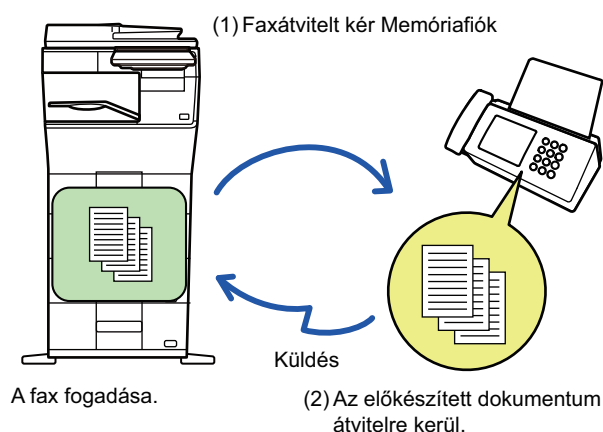 (1) Faxátvitelt kér Memóriafiók
Küldés
A fax fogadása.
(2) Az előkészített dokumentum
átvitelre kerül.